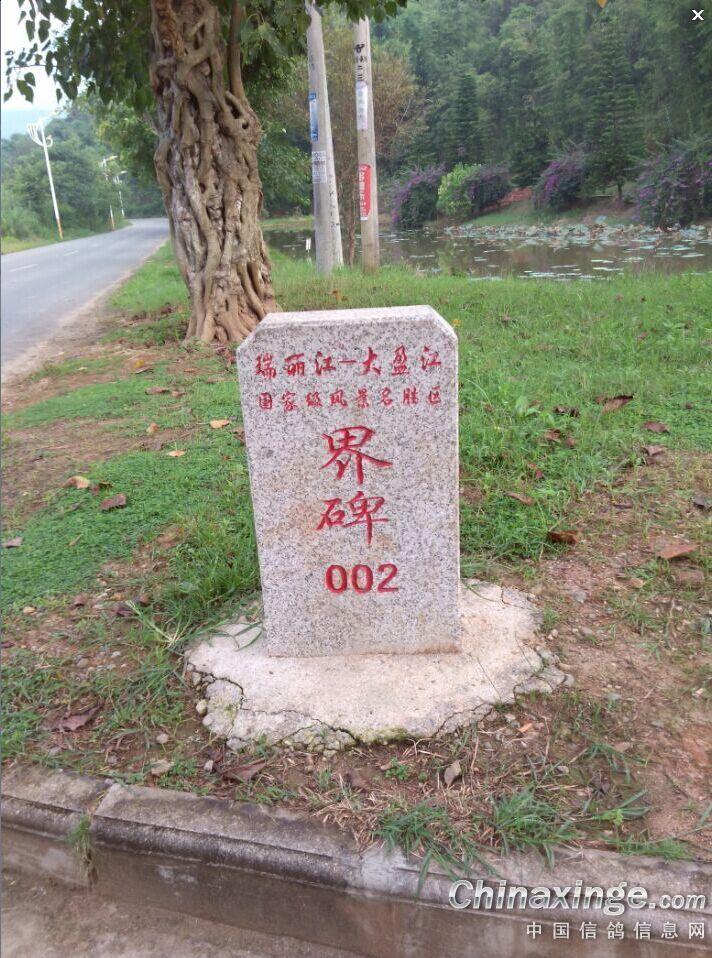 瑞丽江一大盈江
国家级风景名胜区
界
碑
002
Chinaxinge.com
中国信鸽信息网